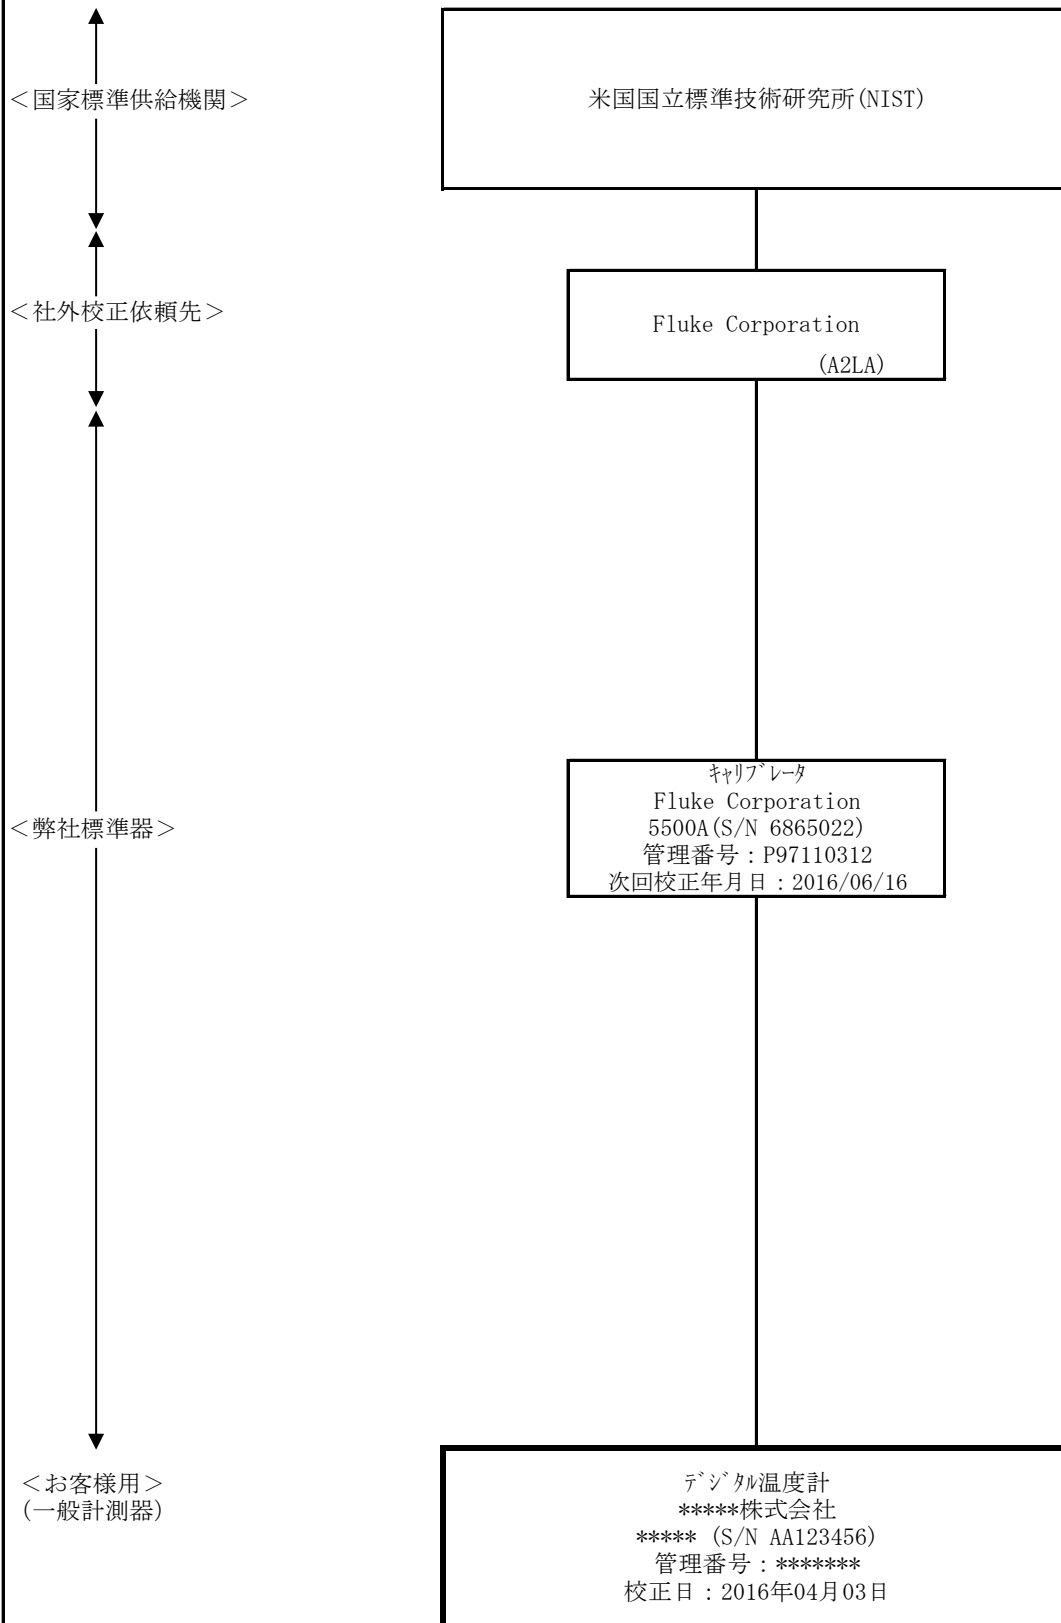 ＜国家標準供給機関＞
米国国立標準技術研究所(NIST)
＜社外校正依頼先＞
Fluke Corporation
(A2LA)
＜弊社標準器＞
ｷｬﾘﾌﾞﾚｰﾀ
Fluke Corporation
5500A(S/N 6865022)
管理番号：P97110312
次回校正年月日：2016/06/16
＜お客様用＞
(一般計測器)
ﾃﾞｼﾞﾀﾙ温度計
*****株式会社
***** (S/N AA123456)
管理番号：*******
校正日：2016年04月03日